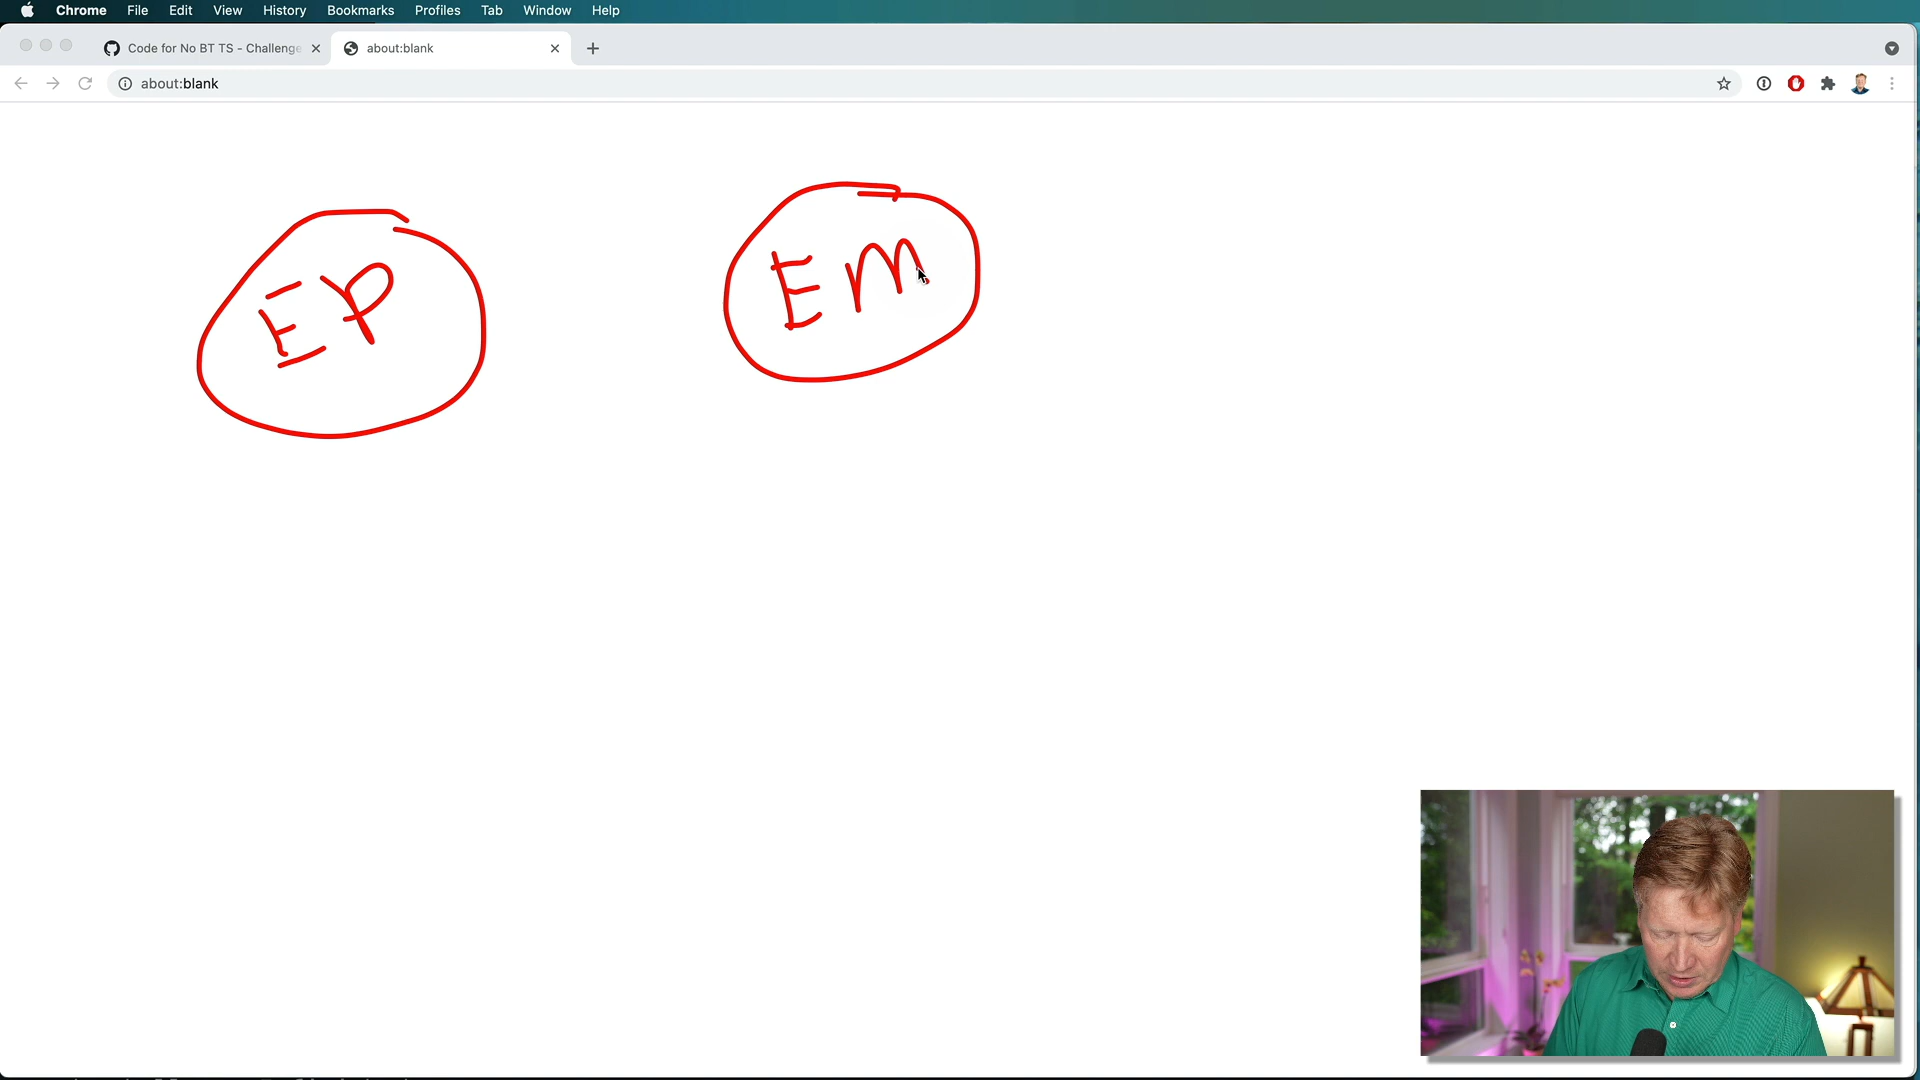 Chrome File Edit View History Bookmarks Profiles Tab Window Help
Code for No BT TS - Challenge
about:blank
about:blank
EP
Em